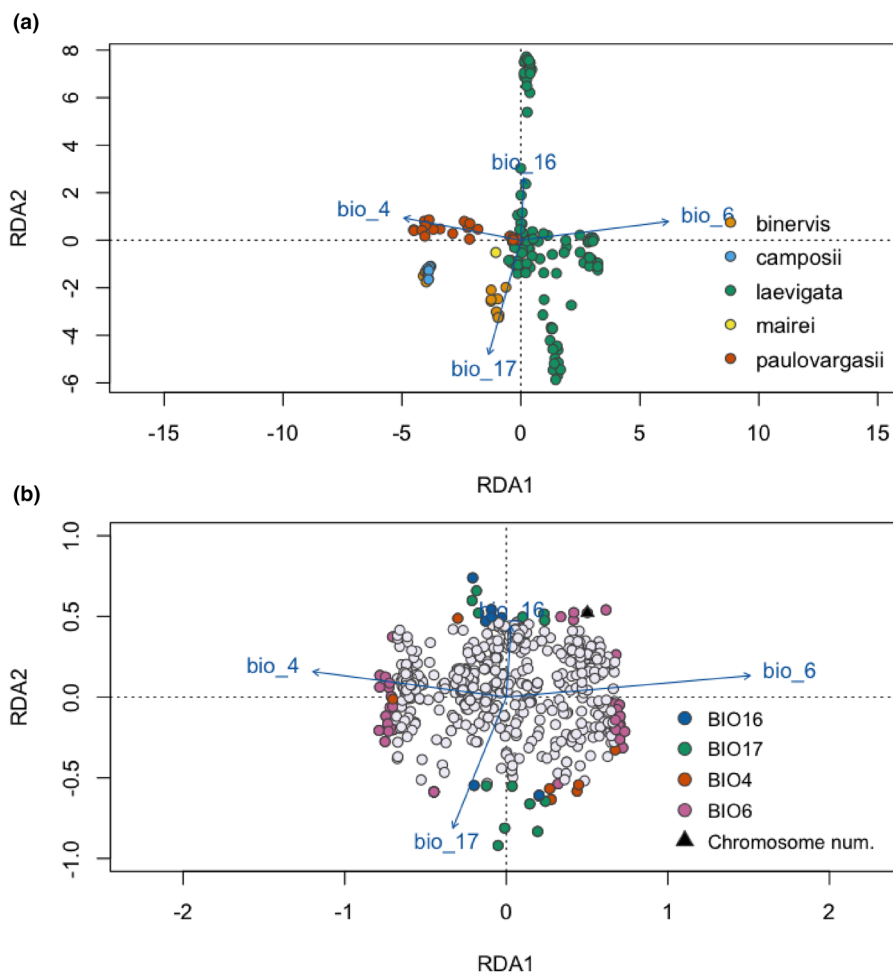 (a)
8
6
4
2
0
-2
-4
-6
RDA2
bio_16
bio_4
bio_6
bio_17
binervis
camposii
laevigata
mairei
paulovargasii
-15
-10
-5
0
5
10
15
RDA1
(b)
1.0
0.5
0.0
-0.5
-1.0
RDA2
bio_16
bio_4
bio_6
bio_17
BIO16
BIO17
BIO4
BIO6
Chromosome num.
-2
-1
0
1
2
RDA1